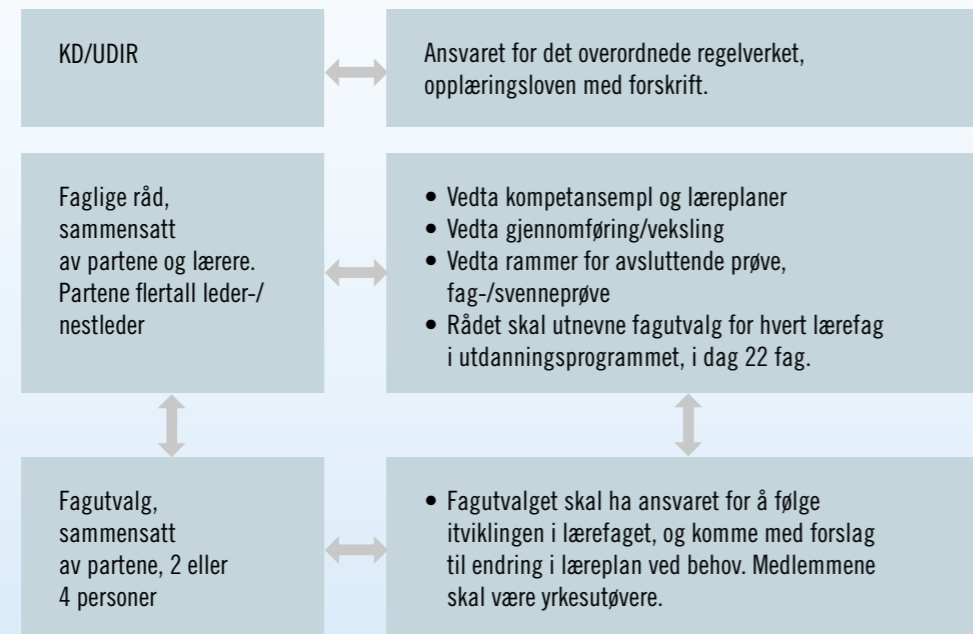 KD/UDIR
Ansvaret for det overordnede regelverket,
opplæringsloven med forskrift.
Faglige råd,
sammensatt
av partene og lærere.
Partene flertall leder-/
nestleder
• Vedta kompetansempl og læreplaner
• Vedta gjennomføring/veksling
• Vedta rammer for avsluttende prøve,
fag-/svenneprøve
• Rådet skal utnevne fagutvalg for hvert lærefag
i utdanningsprogrammet, i dag 22 fag.
Fagutvalg,
sammensatt
av partene, 2 eller
4 personer
• Fagutvalget skal ha ansvaret for å følge
itviklingen i lærefaget, og komme med forslag
til endring i læreplan ved behov. Medlemmene
skal være yrkesutøvere.